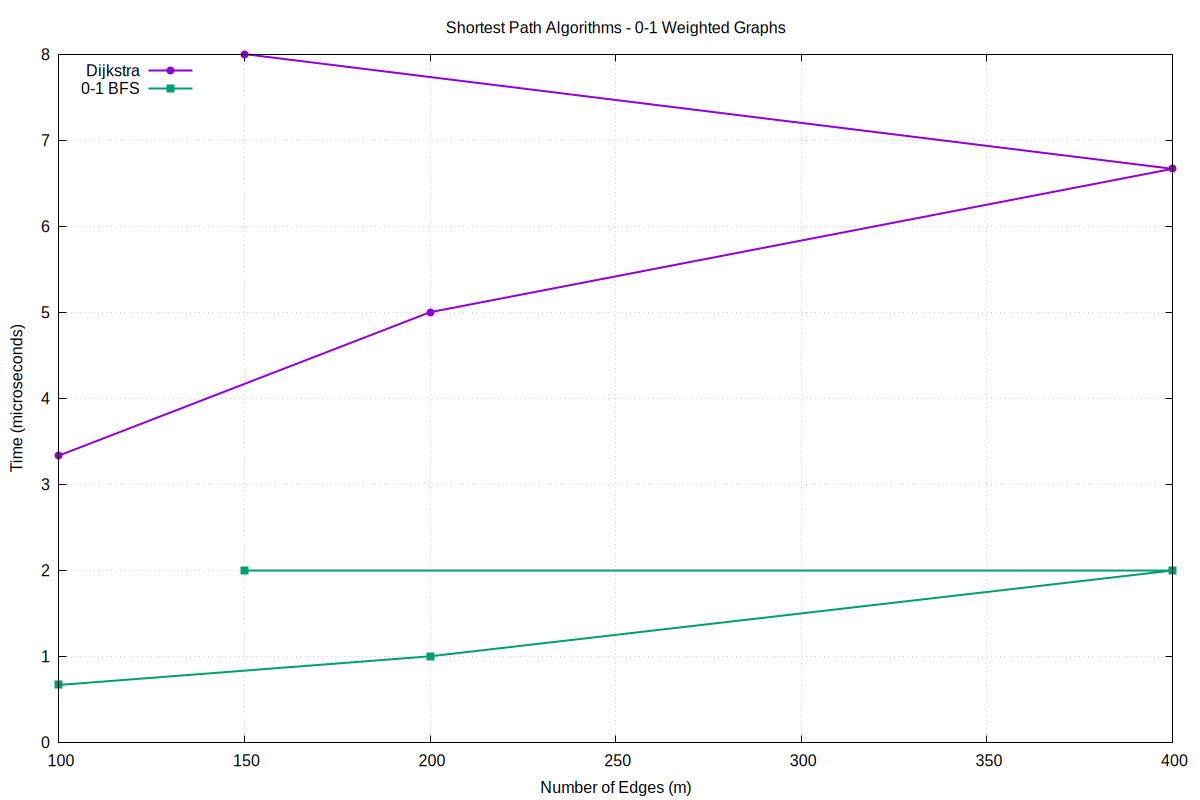 Shortest Path Algorithms - 0-1 Weighted Graphs
Dijkstra
0-1 BFS
8
7
6
5
4
3
2
1
0
Time (microseconds)
100 150 200 250 300 350 400
Number of Edges (m)